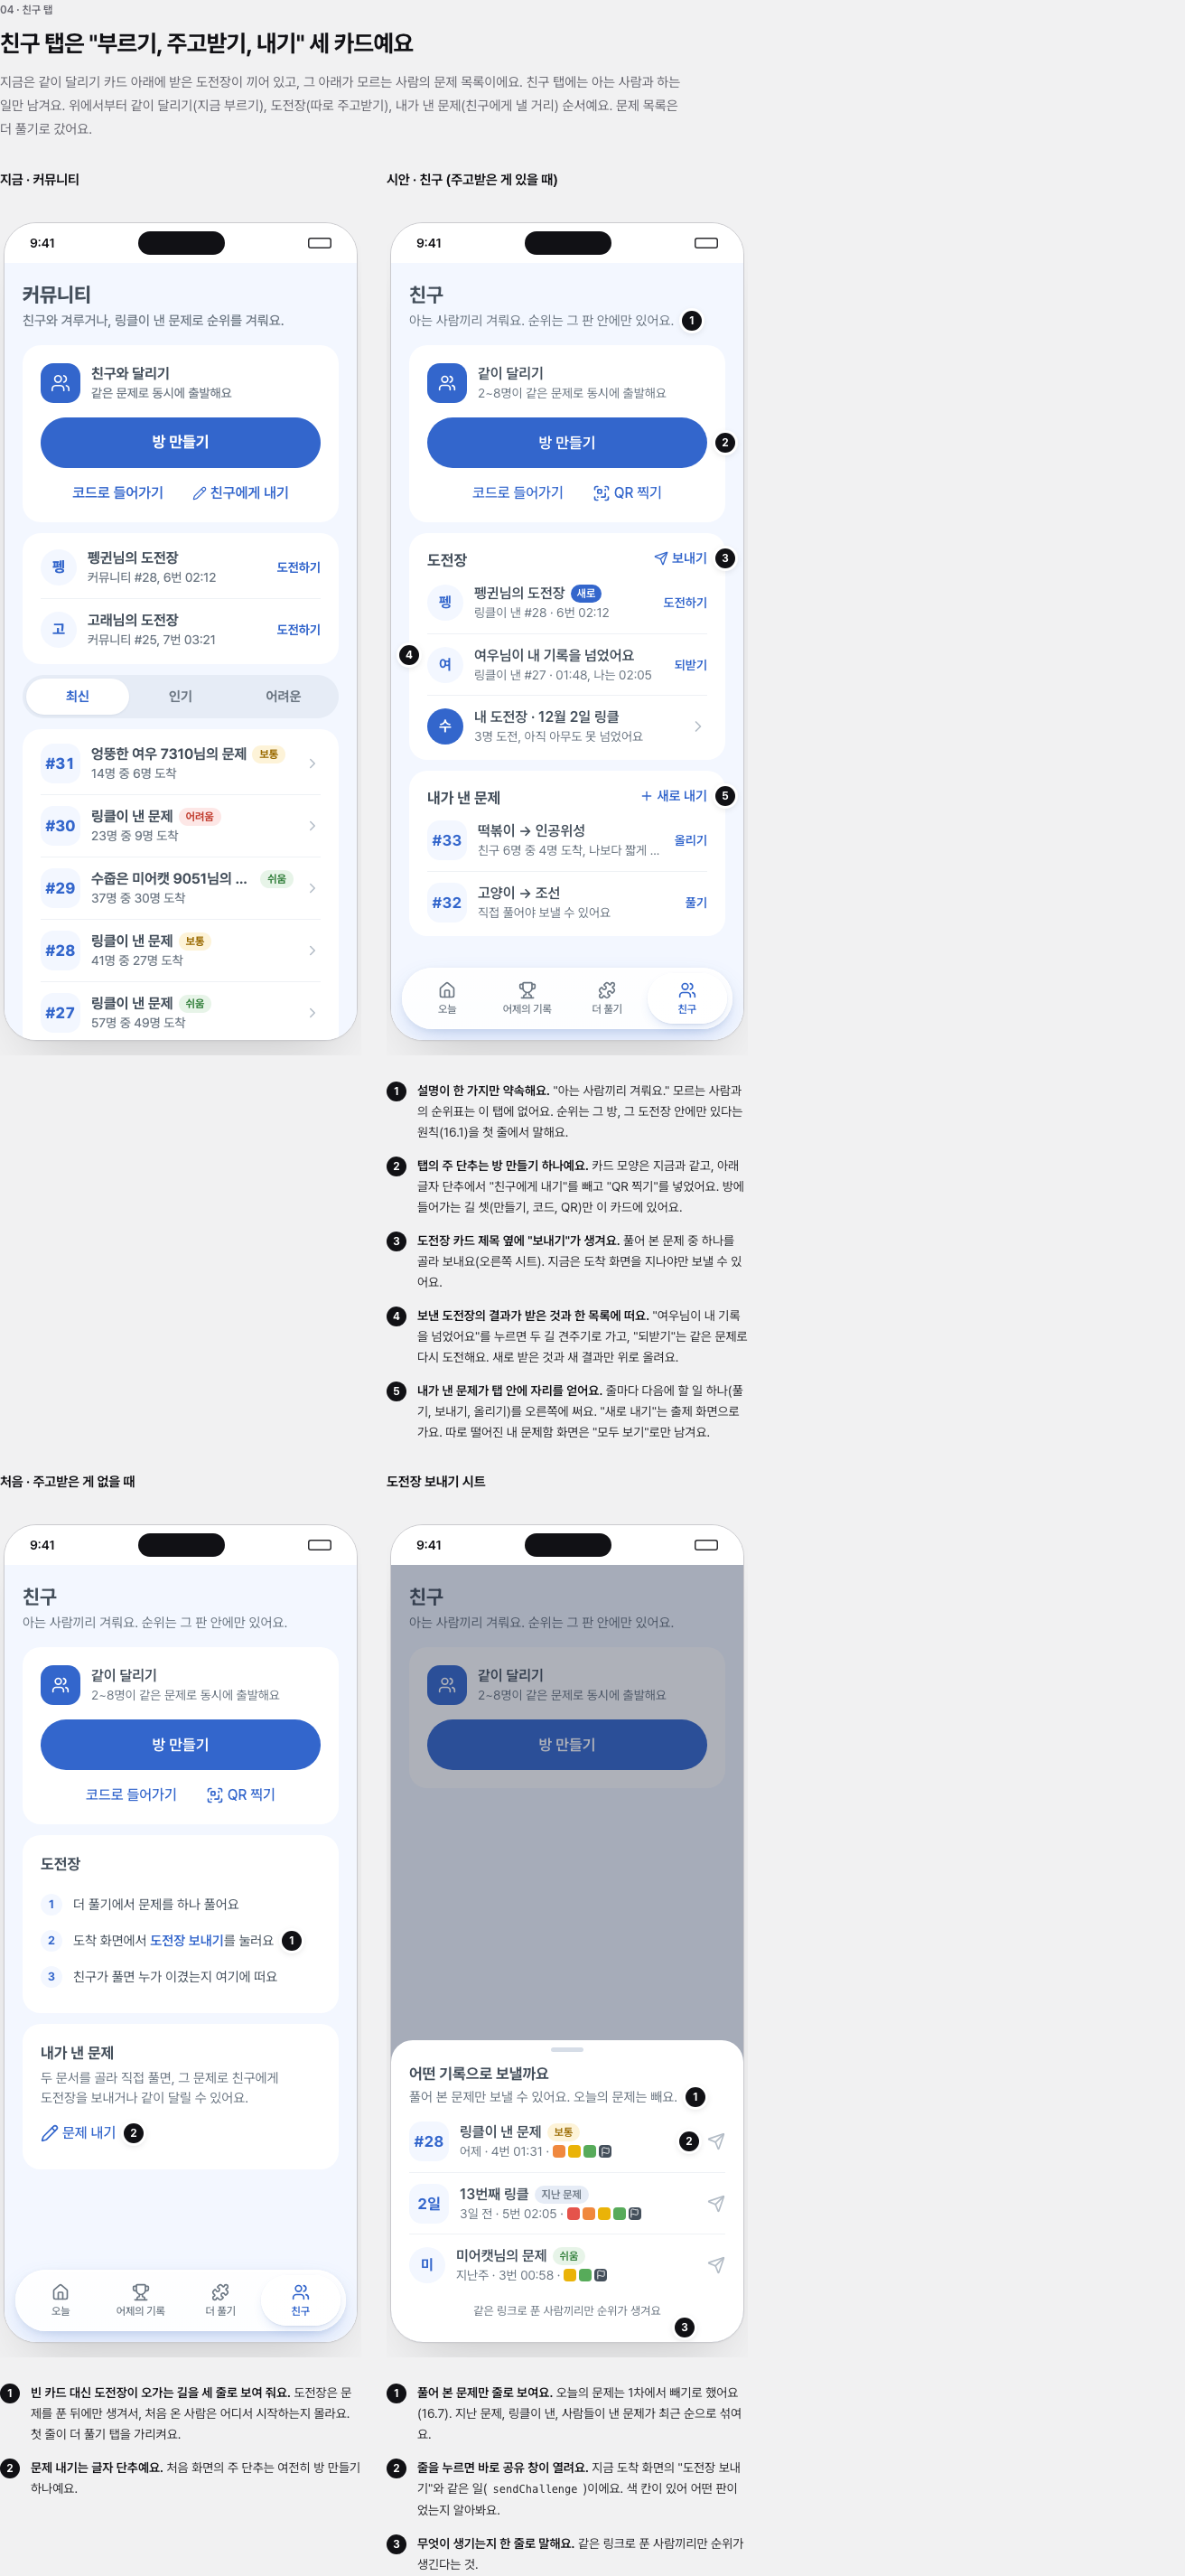 04 · 친구 탭
친구 탭은 "부르기, 주고받기, 내기" 세 카드예요
지금은 같이 달리기 카드 아래에 받은 도전장이 끼어 있고, 그 아래가 모르는 사람의 문제 목록이에요. 친구 탭에는 아는 사람과 하는
일만 남겨요. 위에서부터 같이 달리기(지금 부르기), 도전장(따로 주고받기), 내가 낸 문제(친구에게 낼 거리) 순서예요. 문제 목록은
더 풀기로 갔어요.
지금 · 커뮤니티
9:41
커뮤니티
친구와 겨루거나, 링클이 낸 문제로 순위를 겨뤄요.
친구와 달리기
같은 문제로 동시에 출발해요
방 만들기
코드로 들어가기
친구에게 내기
펭
펭귄님의 도전장
커뮤니티 #28, 6번 02:12
도전하기
고
고래님의 도전장
커뮤니티 #25, 7번 03:21
도전하기
최신
인기
어려운
#31
엉뚱한 여우 7310님의 문제
보통
14명 중 6명 도착
#30
링클이 낸 문제
어려움
23명 중 9명 도착
#29
수줍은 미어캣 9051님의 ...
쉬움
37명 중 30명 도착
#28
링클이 낸 문제
보통
41명 중 27명 도착
#27
링클이 낸 문제
쉬움
57명 중 49명 도착
시안 · 친구 (주고받은 게 있을 때)
9:41
친구
아는 사람끼리 겨뤄요. 순위는 그 판 안에만 있어요.
1
같이 달리기
2~8명이 같은 문제로 동시에 출발해요
방 만들기
2
코드로 들어가기
QR 찍기
도전장
보내기
3
펭
펭귄님의 도전장
새로
링클이 낸 #28 · 6번 02:12
도전하기
4
여
여우님이 내 기록을 넘었어요
링클이 낸 #27 · 01:48, 나는 02:05
되받기
수
내 도전장 · 12월 2일 링클
3명 도전, 아직 아무도 못 넘었어요
내가 낸 문제
새로 내기
5
#33
떡볶이 → 인공위성
친구 6명 중 4명 도착, 나보다 짧게 ...
올리기
#32
고양이 → 조선
직접 풀어야 보낼 수 있어요
풀기
오늘
어제의 기록
더 풀기
친구
1 설명이 한 가지만 약속해요. "아는 사람끼리 겨뤄요." 모르는 사람과
의 순위표는 이 탭에 없어요. 순위는 그 방, 그 도전장 안에만 있다는
원칙(16.1)을 첫 줄에서 말해요.
2 탭의 주 단추는 방 만들기 하나예요. 카드 모양은 지금과 같고, 아래
글자 단추에서 "친구에게 내기"를 빼고 "QR 찍기"를 넣었어요. 방에
들어가는 길 셋(만들기, 코드, QR)만 이 카드에 있어요.
3 도전장 카드 제목 옆에 "보내기"가 생겨요. 풀어 본 문제 중 하나를
골라 보내요(오른쪽 시트). 지금은 도착 화면을 지나야만 보낼 수 있
어요.
4 보낸 도전장의 결과가 받은 것과 한 목록에 떠요. "여우님이 내 기록
을 넘었어요"를 누르면 두 길 견주기로 가고, "되받기"는 같은 문제로
다시 도전해요. 새로 받은 것과 새 결과만 위로 올려요.
5 내가 낸 문제가 탭 안에 자리를 얻어요. 줄마다 다음에 할 일 하나(풀
기, 보내기, 올리기)를 오른쪽에 써요. "새로 내기"는 출제 화면으로
가요. 따로 떨어진 내 문제함 화면은 "모두 보기"로만 남겨요.
처음 · 주고받은 게 없을 때
9:41
친구
아는 사람끼리 겨뤄요. 순위는 그 판 안에만 있어요.
같이 달리기
2~8명이 같은 문제로 동시에 출발해요
방 만들기
코드로 들어가기
QR 찍기
도전장
1 더 풀기에서 문제를 하나 풀어요
2 도착 화면에서 도전장 보내기를 눌러요
1
3 친구가 풀면 누가 이겼는지 여기에 떠요
내가 낸 문제
두 문서를 골라 직접 풀면, 그 문제로 친구에게
도전장을 보내거나 같이 달릴 수 있어요.
문제 내기
2
오늘
어제의 기록
더 풀기
친구
1 빈 카드 대신 도전장이 오가는 길을 세 줄로 보여 줘요. 도전장은 문
제를 푼 뒤에만 생겨서, 처음 온 사람은 어디서 시작하는지 몰라요.
첫 줄이 더 풀기 탭을 가리켜요.
2 문제 내기는 글자 단추예요. 처음 화면의 주 단추는 여전히 방 만들기
하나예요.
도전장 보내기 시트
9:41
친구
아는 사람끼리 겨뤄요. 순위는 그 판 안에만 있어요.
같이 달리기
2~8명이 같은 문제로 동시에 출발해요
방 만들기
어떤 기록으로 보낼까요
풀어 본 문제만 보낼 수 있어요. 오늘의 문제는 빼요.
1
#28
링클이 낸 문제
보통
어제 · 4번 01:31 ·
2
2일
13번째 링클
지난 문제
3일 전 · 5번 02:05 ·
미
미어캣님의 문제
쉬움
지난주 · 3번 00:58 ·
같은 링크로 푼 사람끼리만 순위가 생겨요
3
1 풀어 본 문제만 줄로 보여요. 오늘의 문제는 1차에서 빼기로 했어요
(16.7). 지난 문제, 링클이 낸, 사람들이 낸 문제가 최근 순으로 섞여
요.
2 줄을 누르면 바로 공유 창이 열려요. 지금 도착 화면의 "도전장 보내
기"와 같은 일( sendChallenge )이에요. 색 칸이 있어 어떤 판이
었는지 알아봐요.
3 무엇이 생기는지 한 줄로 말해요. 같은 링크로 푼 사람끼리만 순위가
생긴다는 것.